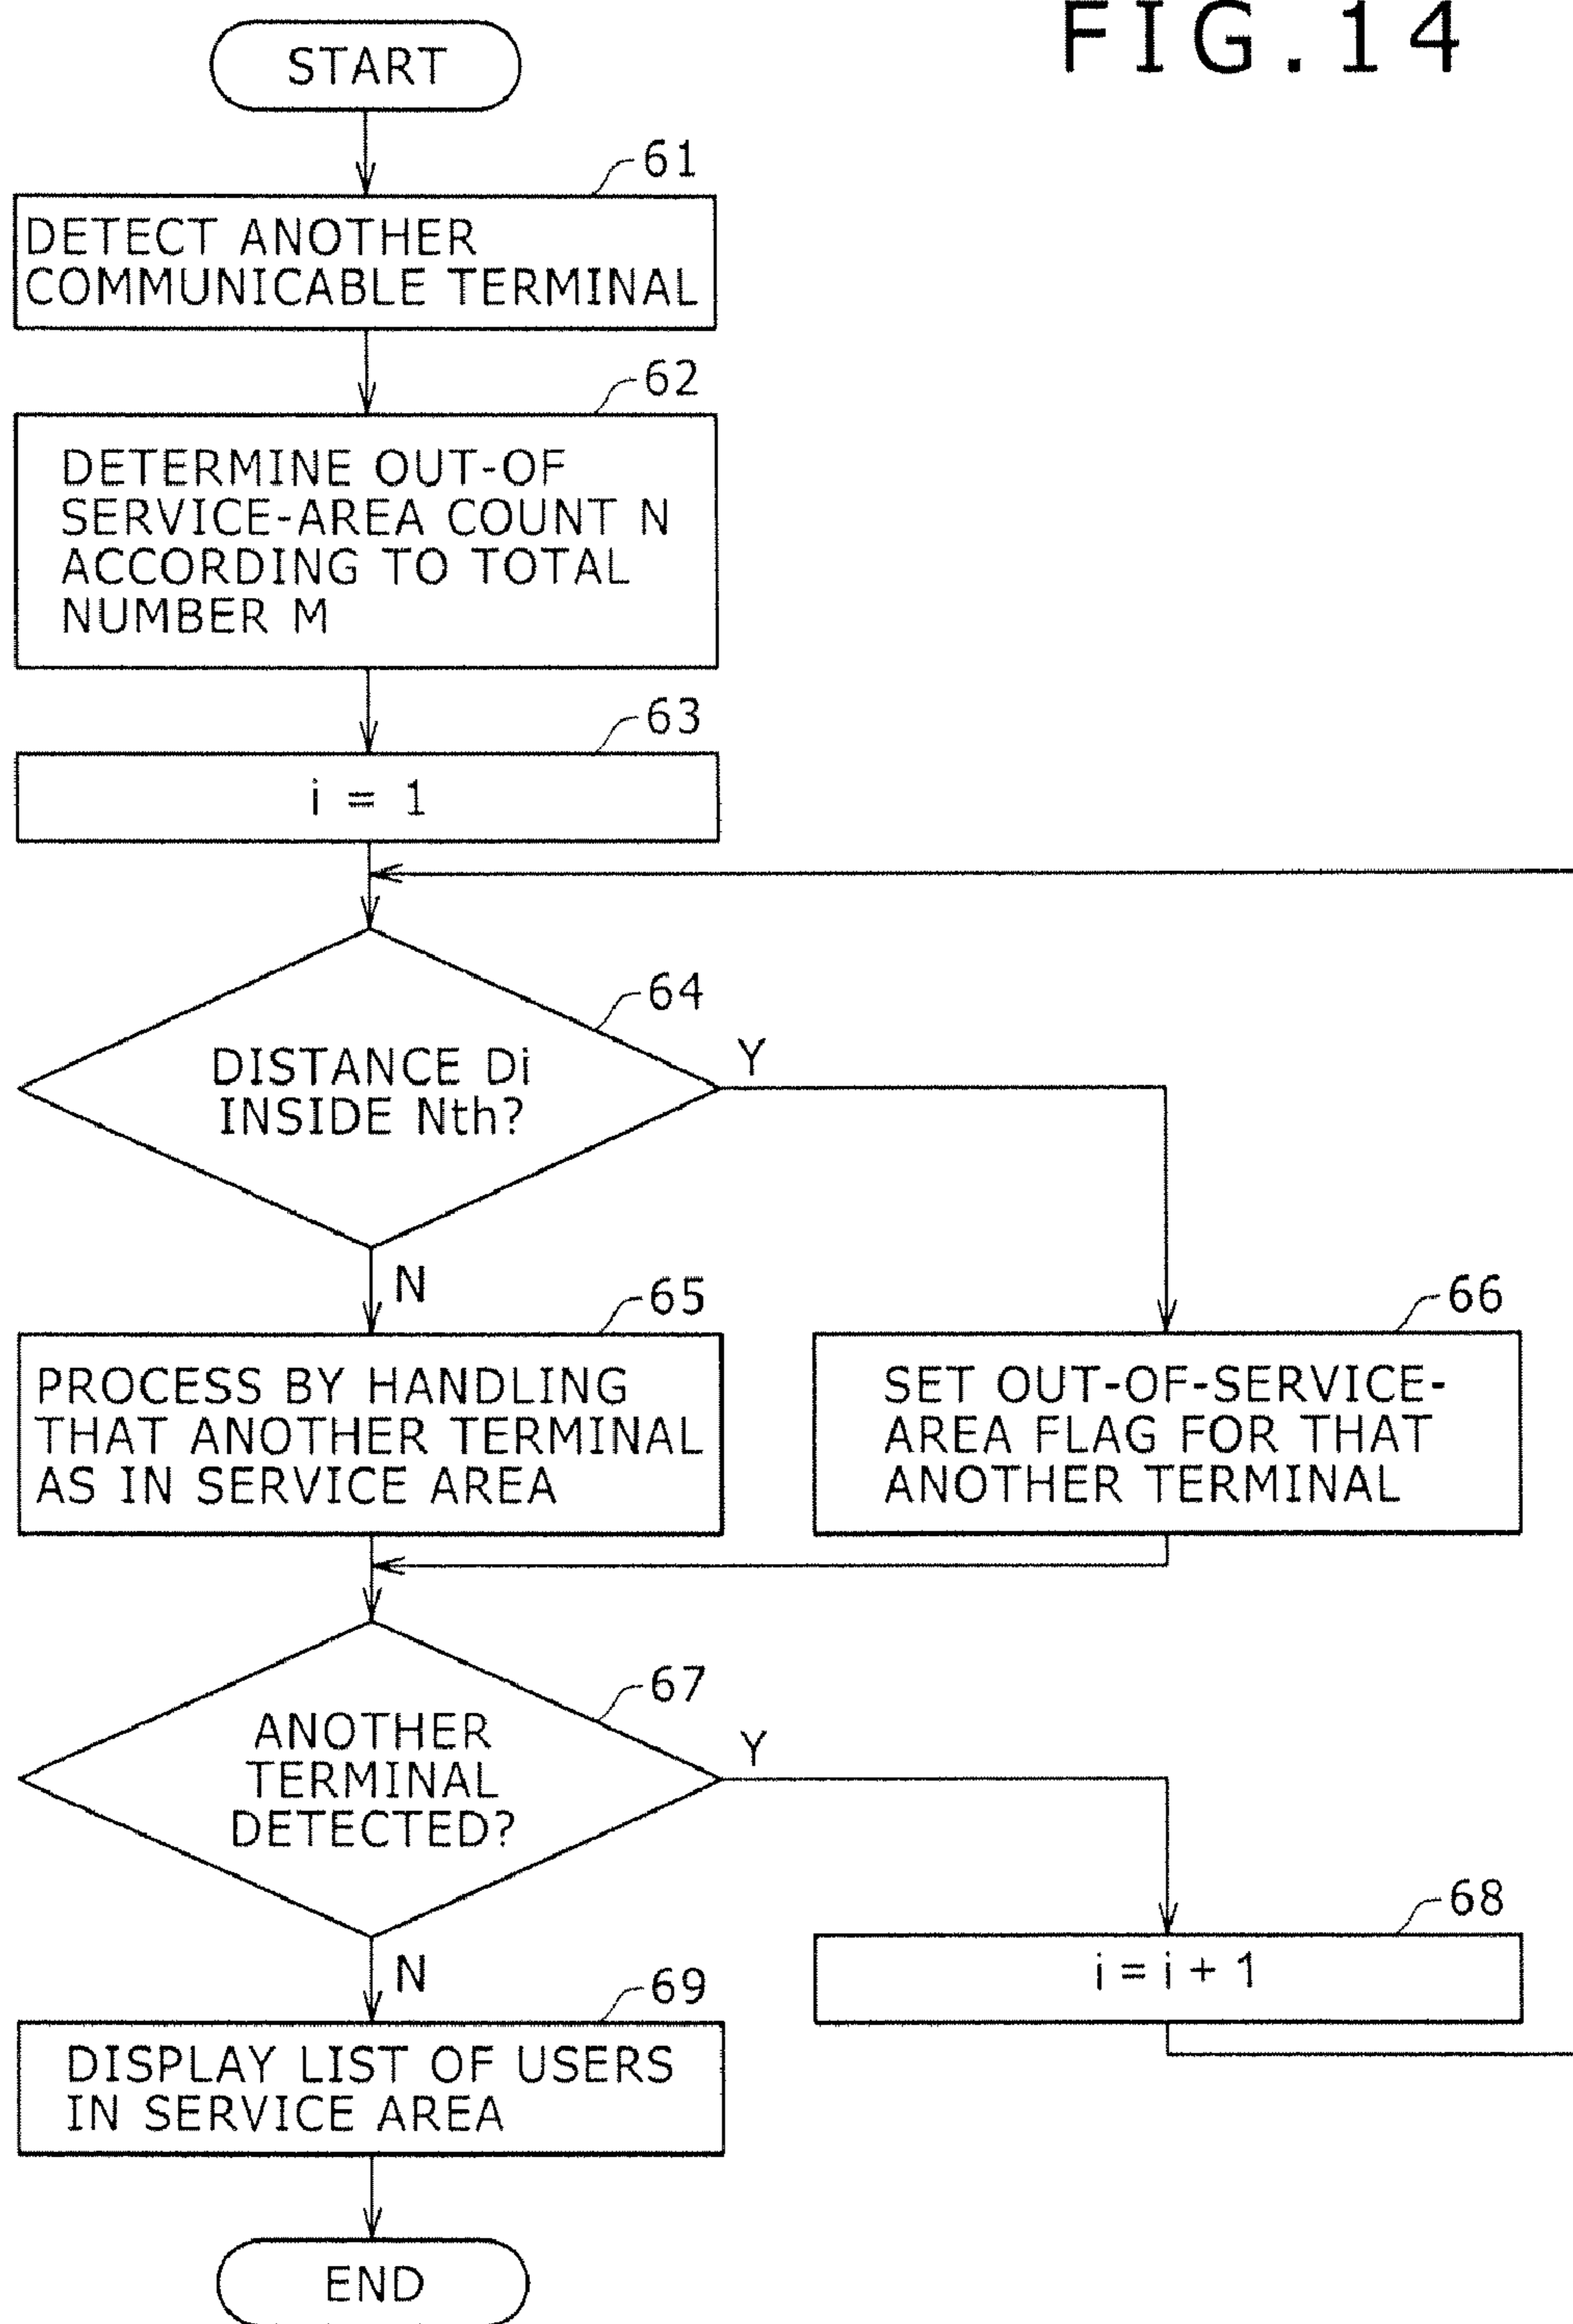 FIG.14
START
61
DETECT ANOTHER
COMMUNICABLE TERMINAL
62
DETERMINE OUT-OF
SERVICE-AREA COUNT N
ACCORDING TO TOTAL
NUMBER M
63
i = 1
64
DISTANCE Di
INSIDE Nth?
Y
N
65
PROCESS BY HANDLING
THAT ANOTHER TERMINAL
AS IN SERVICE AREA
66
SET OUT-OF-SERVICE-
AREA FLAG FOR THAT
ANOTHER TERMINAL
67
ANOTHER
TERMINAL
DETECTED?
Y
N
68
i = i + 1
69
DISPLAY LIST OF USERS
IN SERVICE AREA
END